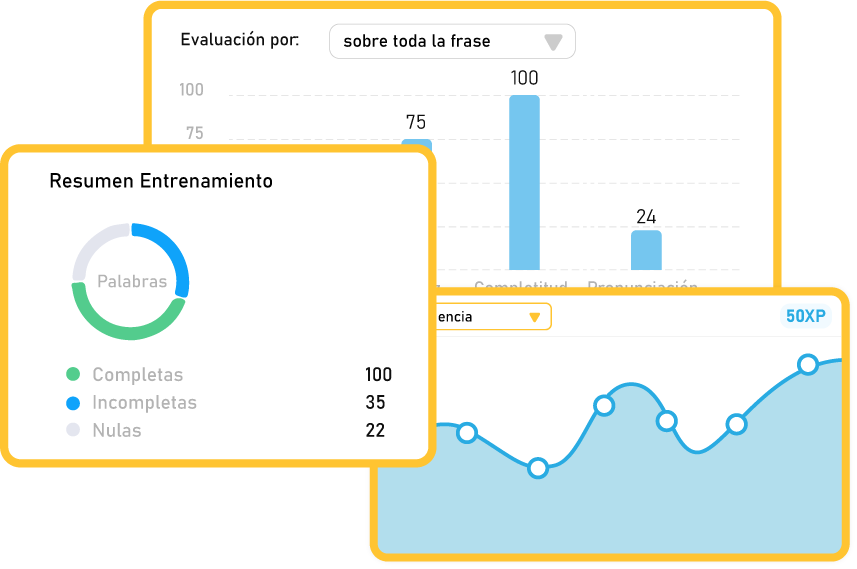 Evaluación por:
sobre toda la frase
100
75
75
100
24
Completitud
Pronunciación
Resumen Entrenamiento
Palabras
Completas 100
Incompletas 35
Nulas 22
50XP